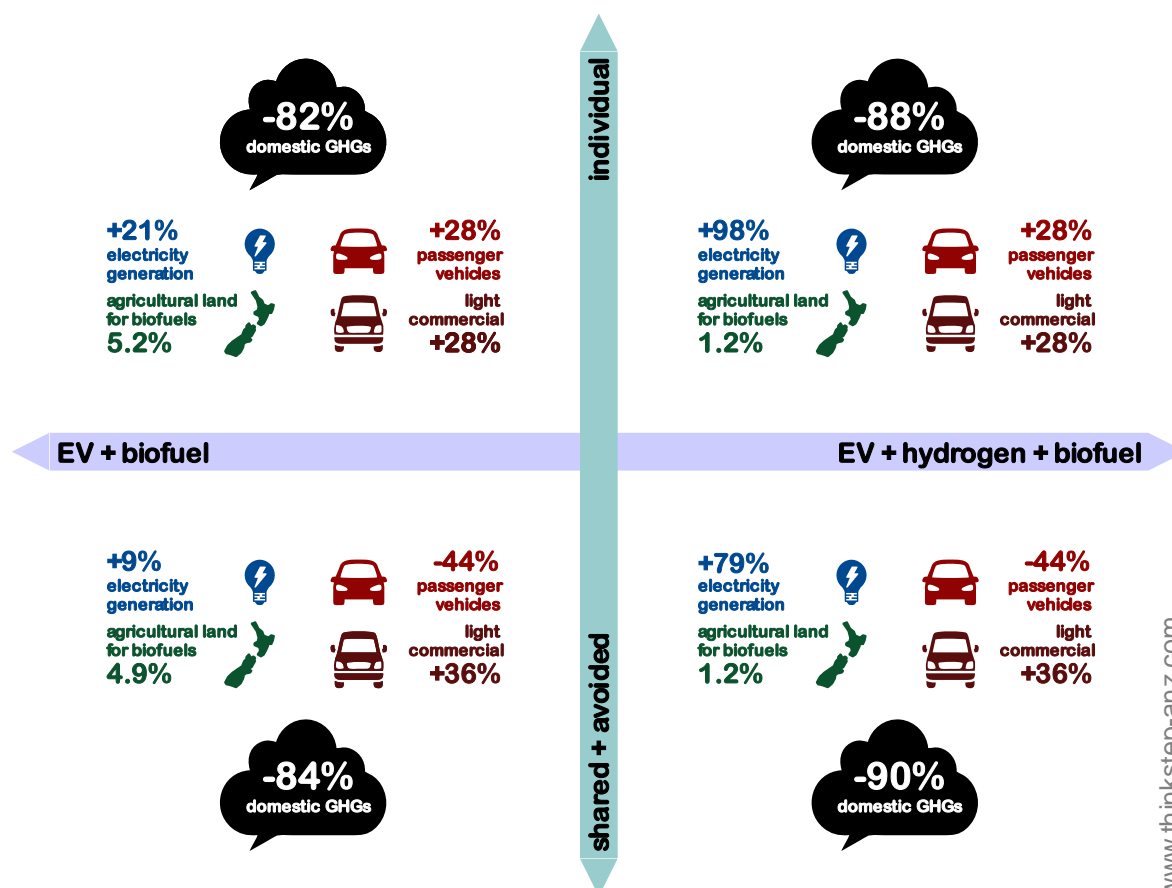 individual
-82%
domestic GHGs
+21%
electricity
generation
agricultural land
for biofuels
5.2%
+28%
passenger
vehicles
light
commercial
+28%
-88%
domestic GHGs
+98%
electricity
generation
agricultural land
for biofuels
1.2%
+28%
passenger
vehicles
light
commercial
+28%
EV + biofuel
EV + hydrogen + biofuel
+9%
electricity
generation
agricultural land
for biofuels
4.9%
-44%
passenger
vehicles
light
commercial
+36%
-84%
domestic GHGs
+79%
electricity
generation
agricultural land
for biofuels
1.2%
-44%
passenger
vehicles
light
commercial
+36%
-90%
domestic GHGs
shared + avoided
www.thinkstep-anz.com